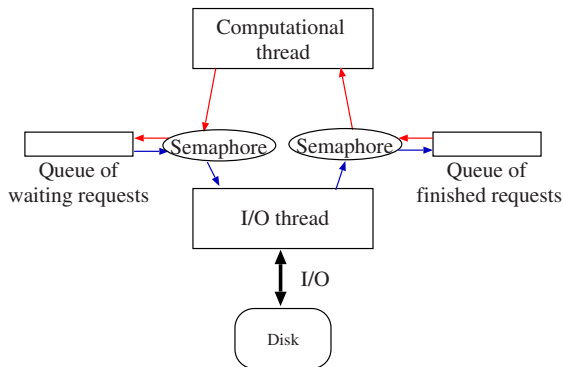 Computational
thread
Semaphore
Semaphore
Queue of
waiting requests
Queue of
finished requests
I/O thread
I/O
Disk